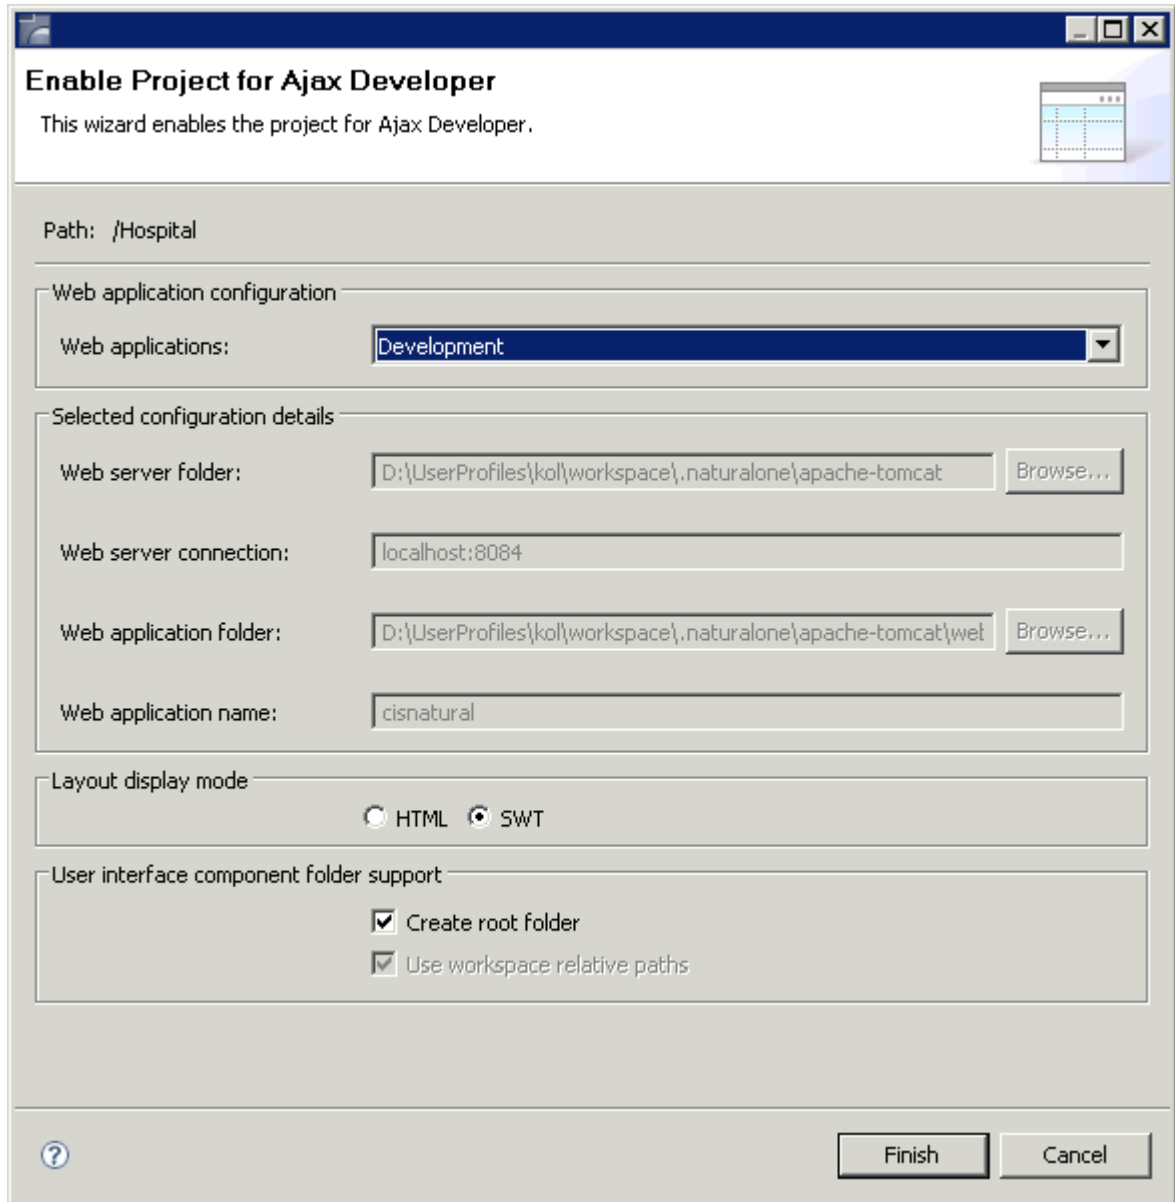 Enable Project for Ajax Developer
This wizard enables the project for Ajax Developer.
Path: /Hospital
Web application configuration
Web applications: Development
Selected configuration details
Web server folder: D:\UserProfiles\kol\workspace\.naturalone\apache-tomcat Browse...
Web server connection: localhost:8084
Web application folder: D:\UserProfiles\kol\workspace\.naturalone\apache-tomcat\wet Browse...
Web application name: cisnatural
Layout display mode
HTML SWT
User interface component folder support
Create root folder
Use workspace relative paths
? Finish Cancel